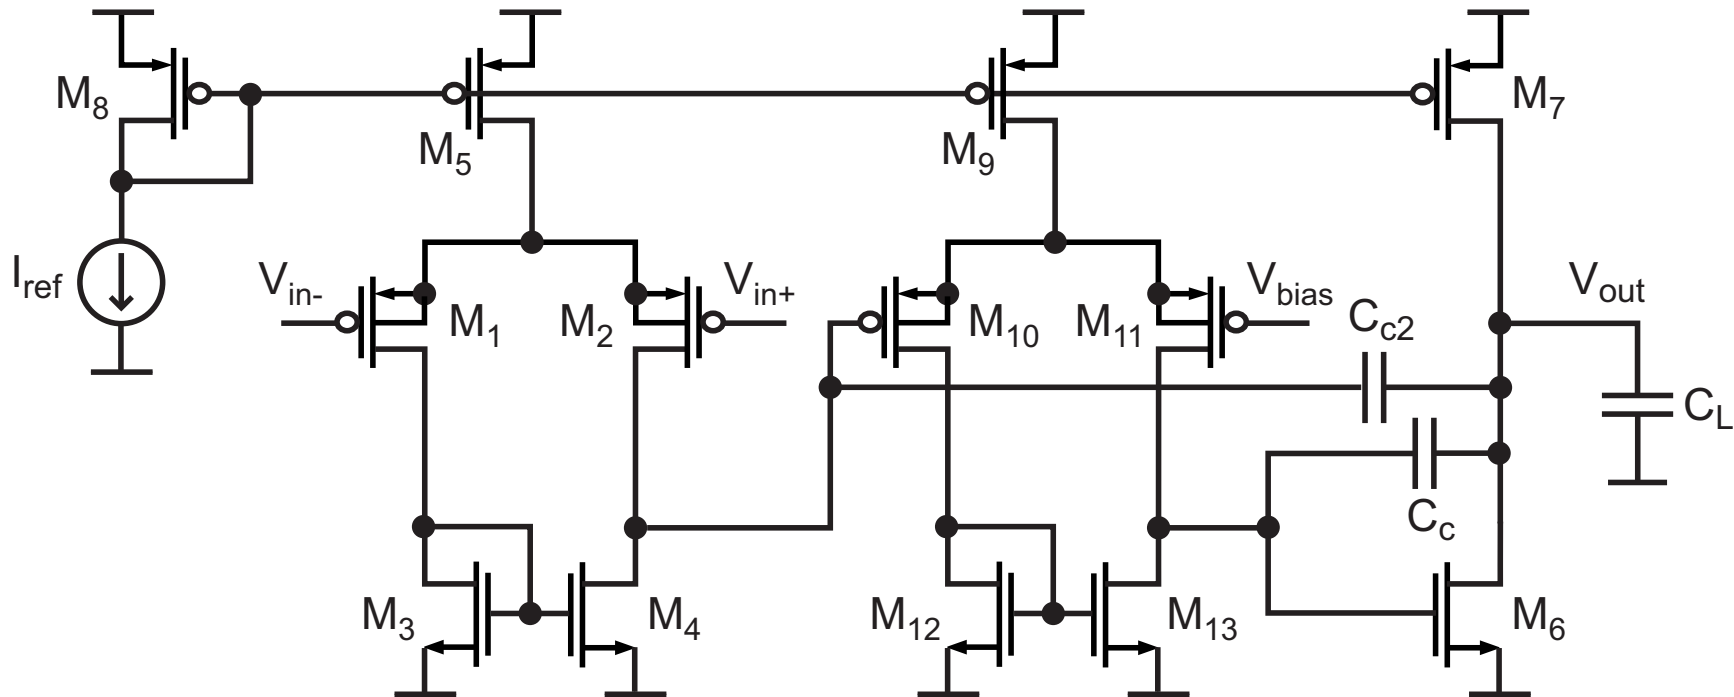 M8
M5
M9
M7
Iref
Vin-
M1
M2
Vin+
M10
M11
Vbias
Cc2
Vout
CL
Cc
M3
M4
M12
M13
M6